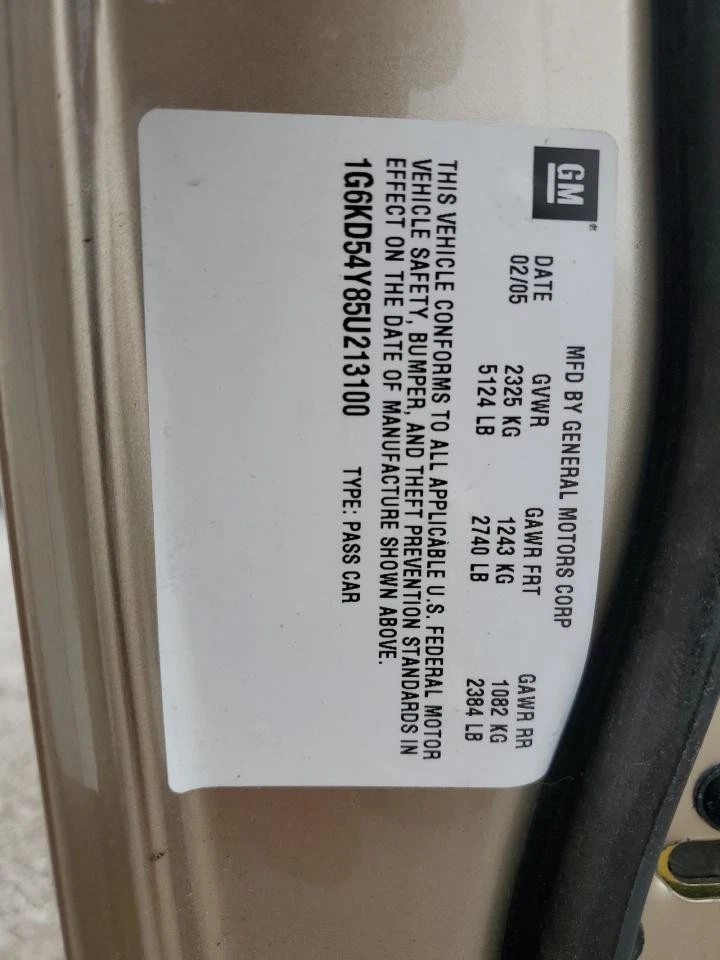 GM
MFD BY GENERAL MOTORS CORP
DATE GVWR GAWR FRT GAWR RR
02/05 2325 KG 1243 KG 1082 KG
5124 LB 2740 LB 2384 LB
THIS VEHICLE CONFORMS TO ALL APPLICABLE U.S. FEDERAL MOTOR
VEHICLE SAFETY, BUMPER, AND THEFT PREVENTION STANDARDS IN
EFFECT ON THE DATE OF MANUFACTURE SHOWN ABOVE.
1G6KD54Y85U213100 TYPE: PASS CAR